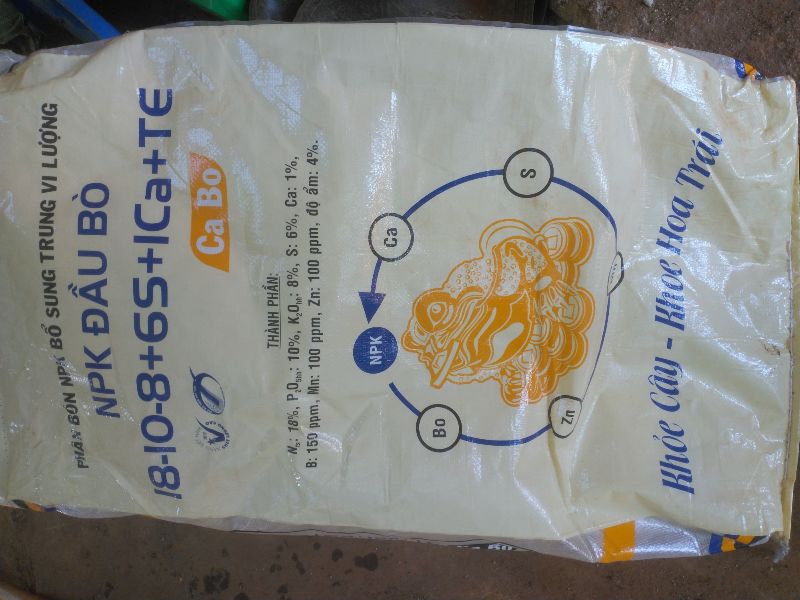 PHÂN BÓN NPK BỔ SUNG TRUNG VI LƯỢNG
NPK ĐẦU BÒ
18-10-8+6S+1Ca+TE
Ca Bo
THÀNH PHẦN:
Nts: 18%, P2O5hh: 10%, K2Ohh: 8%, S: 6%, Ca: 1%,
B: 150 ppm, Mn: 100 ppm, Zn: 100 ppm, độ ẩm: 4%.
NPK
Ca
S
Bo
Zn
Khỏe Cây - Khỏe Hoa Trái